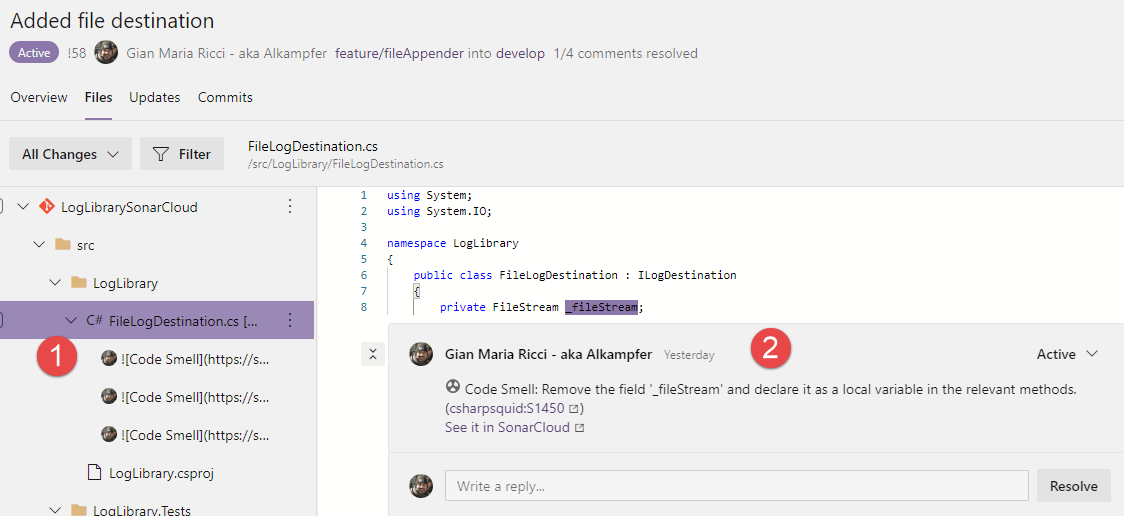 Added file destination
Active !58 Gian Maria Ricci - aka Alkampfer feature/fileAppender into develop 1/4 comments resolved
Overview Files Updates Commits
All Changes Filter
FileLogDestination.cs
/src/LogLibrary/FileLogDestination.cs
LogLibrarySonarCloud
src
LogLibrary
C# FileLogDestination.cs [...
1
![Code Smell](https://s...
![Code Smell](https://s...
![Code Smell](https://s...
LogLibrary.csproj
LogLibrary.Tests
1 using System;
2 using System.IO;
3
4 namespace LogLibrary
5 {
6 public class FileLogDestination : ILogDestination
7 {
8 private FileStream _fileStream;
Gian Maria Ricci - aka Alkampfer Yesterday 2 Active
Code Smell: Remove the field '_fileStream' and declare it as a local variable in the relevant methods.
(csharpsquid:S1450)
See it in SonarCloud
Write a reply... Resolve